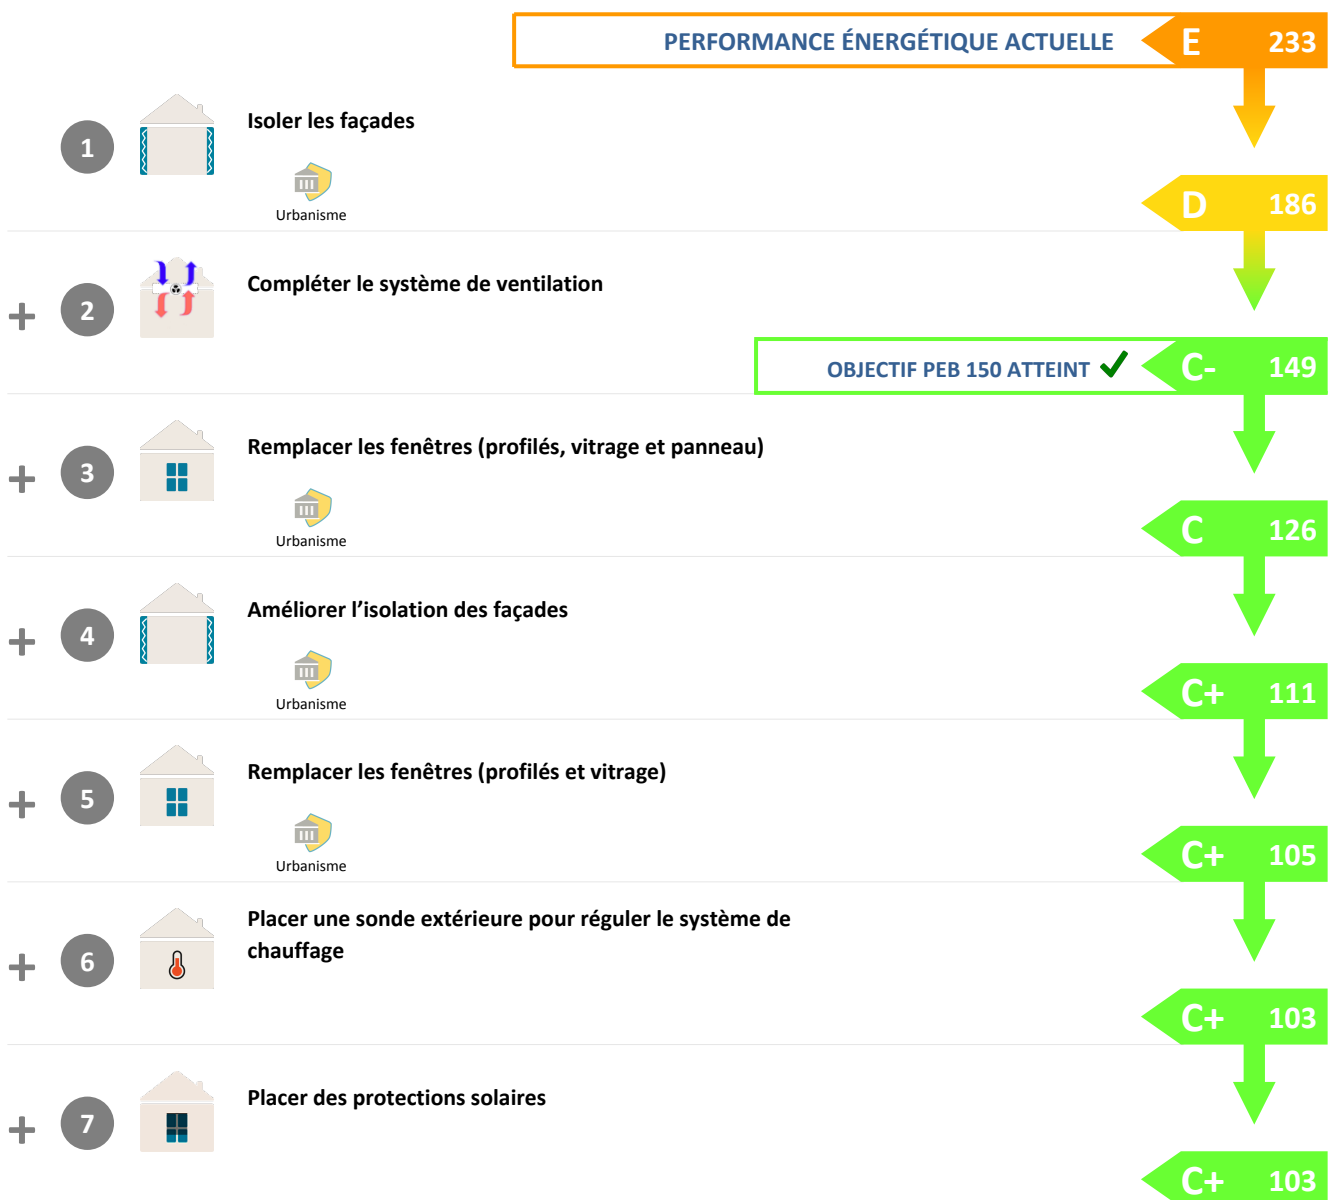 PERFORMANCE ÉNERGÉTIQUE ACTUELLE E 233
1 Isoler les façades
Urbanisme
D 186
+ 2 Compléter le système de ventilation
OBJECTIF PEB 150 ATTEINT ✓ C- 149
+ 3 Remplacer les fenêtres (profilés, vitrage et panneau)
Urbanisme
C 126
+ 4 Améliorer l’isolation des façades
Urbanisme
C+ 111
+ 5 Remplacer les fenêtres (profilés et vitrage)
Urbanisme
C+ 105
+ 6 Placer une sonde extérieure pour réguler le système de
chauffage
C+ 103
+ 7 Placer des protections solaires
C+ 103